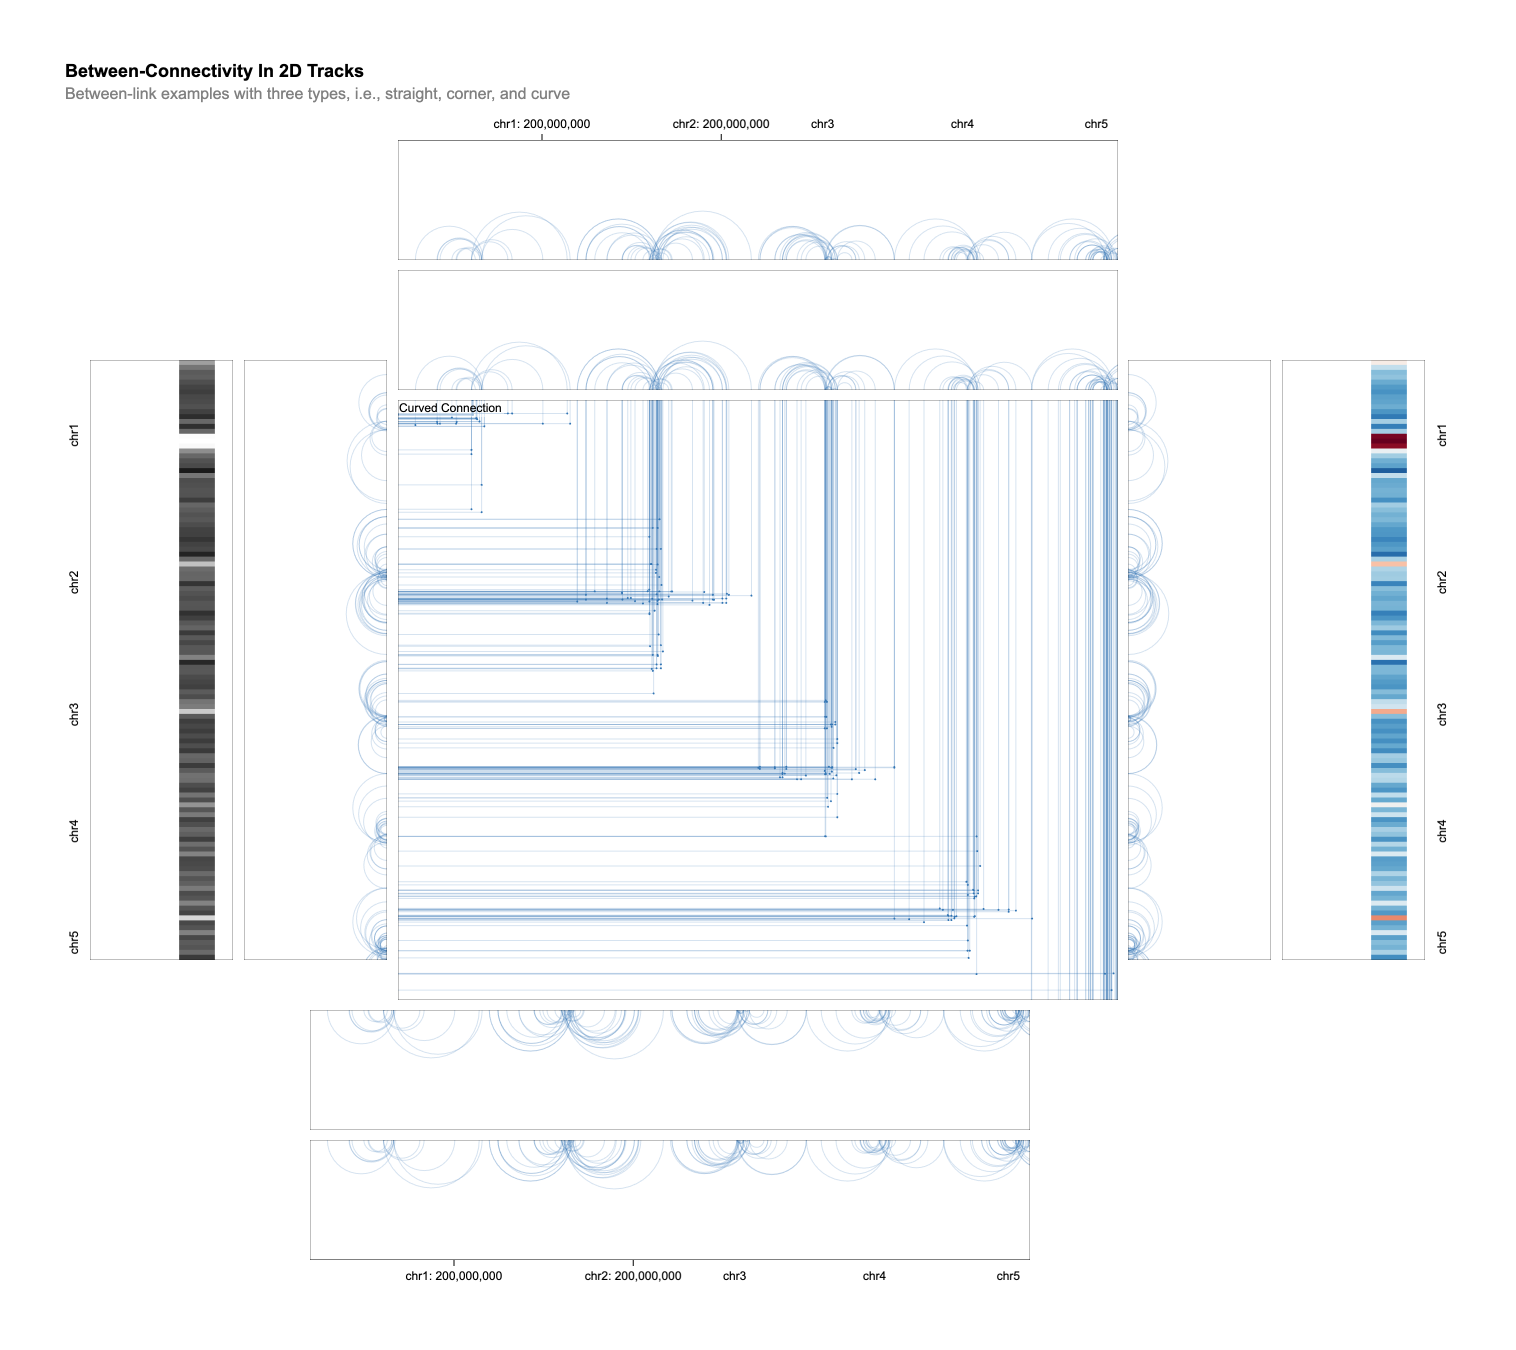 Between-Connectivity In 2D Tracks
Between-link examples with three types, i.e., straight, corner, and curve
chr1: 200,000,000
chr2: 200,000,000
chr3
chr4
chr5
Curved Connection
chr1
chr2
chr3
chr4
chr5
chr1
chr2
chr3
chr4
chr5
chr1: 200,000,000
chr2: 200,000,000
chr3
chr4
chr5